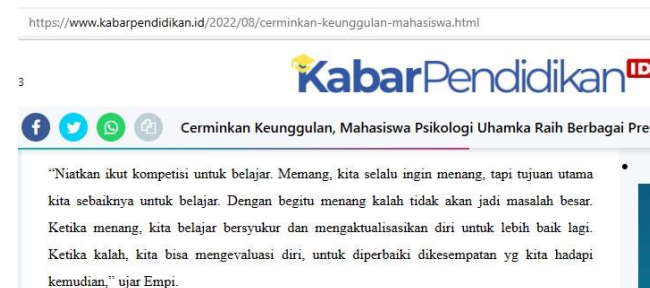 https://www.kabarpendidikan.id/2022/08/cerminkan-keunggulan-mahasiswa.html
3
KabarPendidikan ID
Cerminkan Keunggulan, Mahasiswa Psikologi Uhamka Raih Berbagai Pre
“Niatkan ikut kompetisi untuk belajar. Memang, kita selalu ingin menang, tapi tujuan utama
kita sebaiknya untuk belajar. Dengan begitu menang kalah tidak akan jadi masalah besar.
Ketika menang, kita belajar bersyukur dan mengaktualisasikan diri untuk lebih baik lagi.
Ketika kalah, kita bisa mengevaluasi diri, untuk diperbaiki dikesempatan yg kita hadapi
kemudian,” ujar Empi.